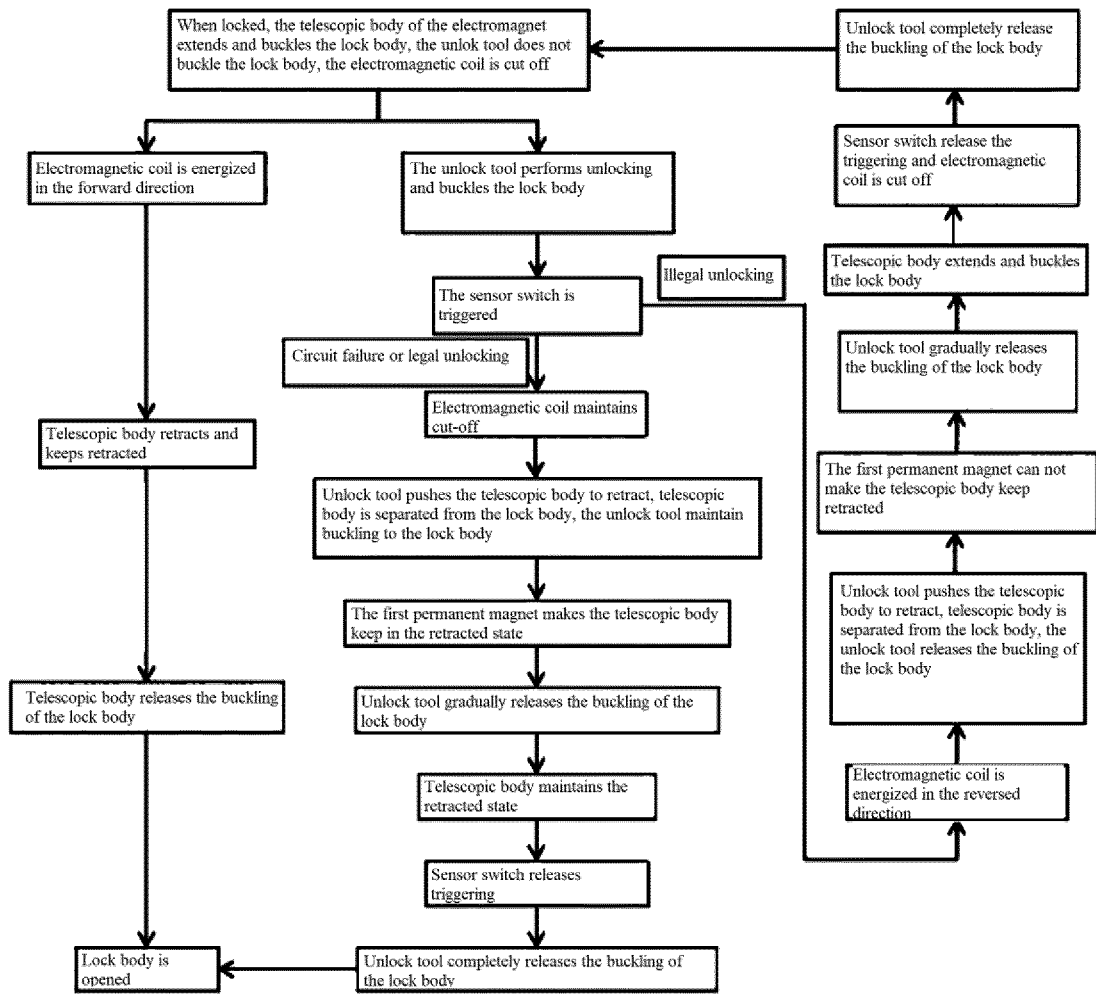 When locked, the telescopic body of the electromagnet
extends and buckles the lock body, the unlok tool does not
buckle the lock body, the electromagnetic coil is cut off
Electromagnetic coil is energized
in the forward direction
Telescopic body retracts and
keeps retracted
Telescopic body releases the buckling
of the lock body
Lock body is
opened
The unlock tool performs unlocking
and buckles the lock body
The sensor switch is
triggered
Circuit failure or legal unlocking
Electromagnetic coil maintains
cut-off
Unlock tool pushes the telescopic body to retract, telescopic
body is separated from the lock body, the unlock tool maintain
buckling to the lock body
The first permanent magnet makes the telescopic body
keep in the retracted state
Unlock tool gradually releases the buckling of the
lock body
Telescopic body maintains the
retracted state
Sensor switch releases
triggering
Unlock tool completely releases the buckling of
the lock body
Illegal unlocking
Electromagnetic coil is
energized in the reversed
direction
Unlock tool pushes the telescopic
body to retract, telescopic body is
separated from the lock body, the
unlock tool releases the buckling of
the lock body
The first permanent magnet can not
make the telescopic body keep
retracted
Unlock tool gradually releases
the buckling of the lock body
Telescopic body extends and buckles
the lock body
Sensor switch release the
triggering and electromagnetic
coil is cut off
Unlock tool completely release
the buckling of the lock body